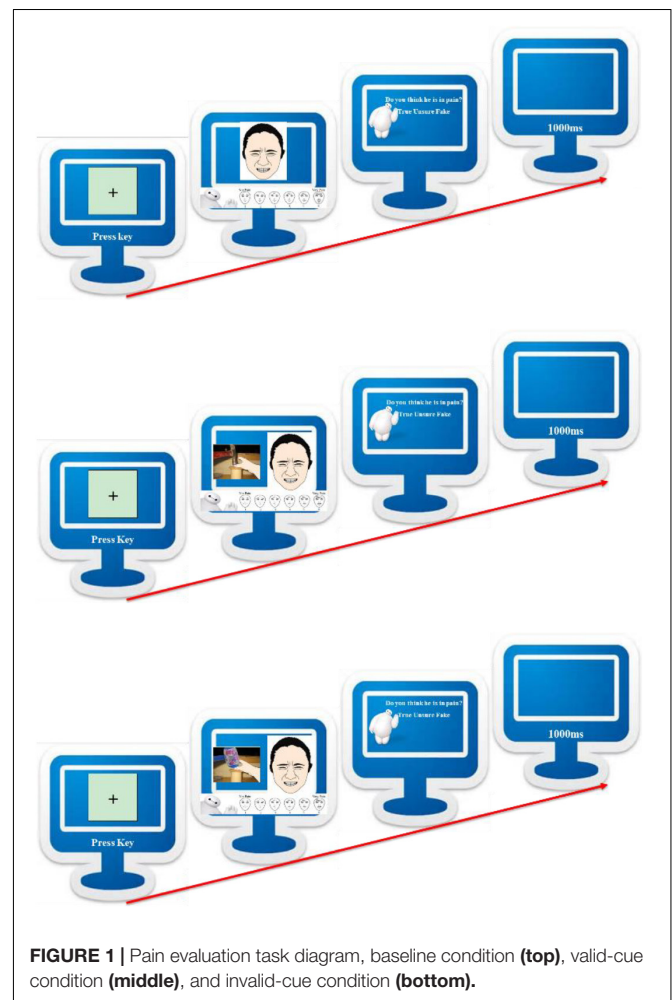 Do you think he is in pain?
True Unsure Fake
1000ms
+
Press key
Do you think he is in pain?
True Unsure Fake
1000ms
+
Press Key
Do you think he is in pain?
True Unsure Fake
1000ms
+
Press Key
FIGURE 1 | Pain evaluation task diagram, baseline condition (top), valid-cue
condition (middle), and invalid-cue condition (bottom).